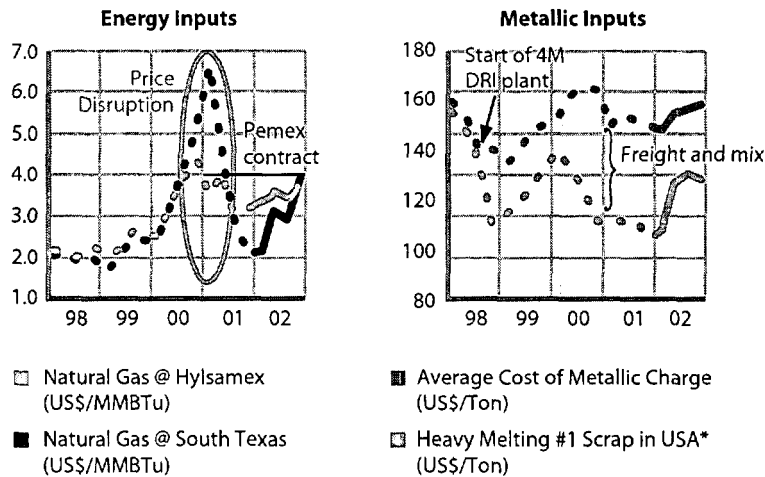 Energy Inputs
7.0
6.0
5.0
4.0
3.0
2.0
1.0
Price
Disruption
Pemex
contract
98 99 00 01 02
Natural Gas @ Hylsamex
(US$/MMBTu)
Natural Gas @ South Texas
(US$/MMBTu)
Metallic Inputs
180
160
140
120
100
80
Start of 4M
DRI plant
Freight and mix
98 99 00 01 02
Average Cost of Metallic Charge
(US$/Ton)
Heavy Melting #1 Scrap in USA*
(US$/Ton)